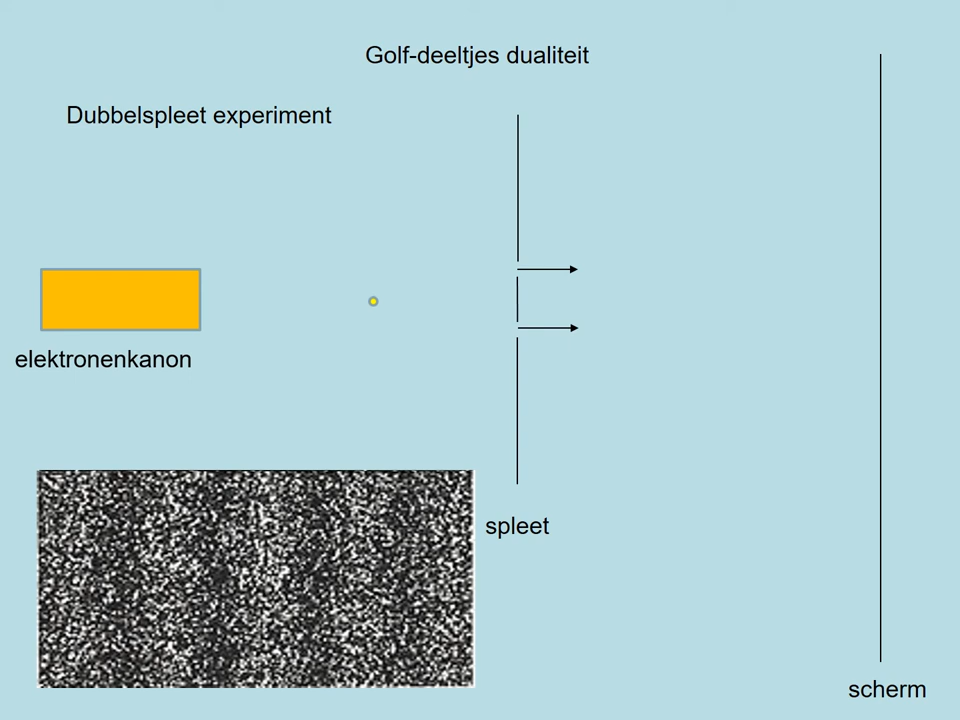 Golf-deeltjes dualiteit
Dubbelspleet experiment
elektronenkanon
spleet
scherm